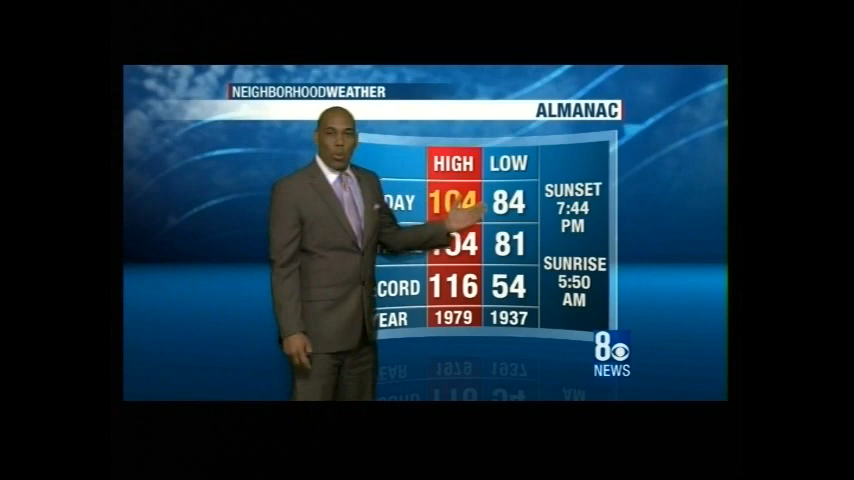 NEIGHBORHOODWEATHER
ALMANAC
HIGH LOW
DAY 104 84
104 81
CORD 116 54
YEAR 1979 1937
SUNSET
7:44
PM
SUNRISE
5:50
AM
8
NEWS